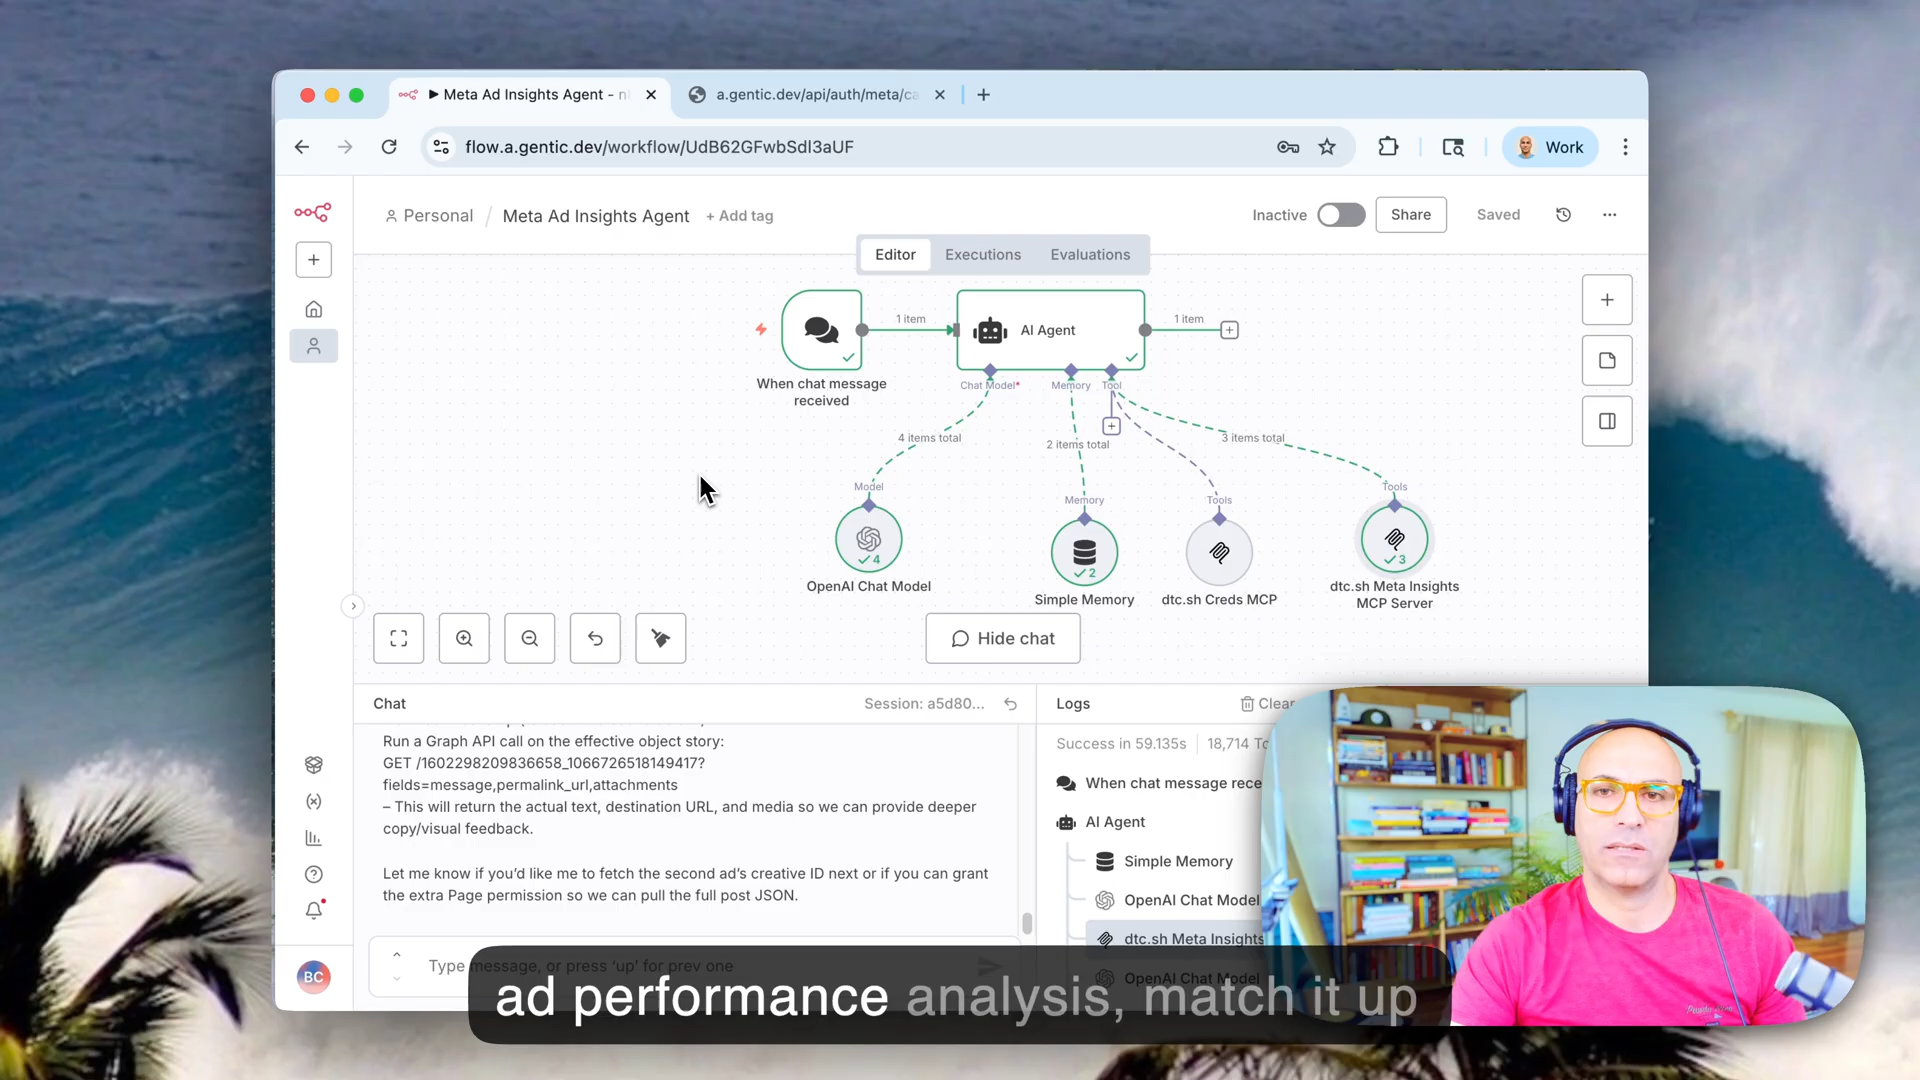 Meta Ad Insights Agent - n
a.gentic.dev/api/auth/meta/ca
flow.a.gentic.dev/workflow/UdB62GFwbSdI3aUF
Work
Personal / Meta Ad Insights Agent + Add tag
Inactive
Share
Saved
Editor
Executions
Evaluations
1 item
AI Agent
1 item
When chat message
received
Chat Model*
Memory
Tool
4 items total
2 items total
3 items total
Model
Memory
Tools
Tools
4
2
3
OpenAI Chat Model
Simple Memory
dtc.sh Creds MCP
dtc.sh Meta Insights
MCP Server
Hide chat
Chat
Session: a5d80...
Logs
Clear
Run a Graph API call on the effective object story:
GET /1602298209836658_1066726518149417?
fields=message,permalink_url,attachments
– This will return the actual text, destination URL, and media so we can provide deeper
copy/visual feedback.
Let me know if you'd like me to fetch the second ad's creative ID next or if you can grant
the extra Page permission so we can pull the full post JSON.
Type message, or press 'up' for prev one
Success in 59.135s
18,714 To
When chat message rece
AI Agent
Simple Memory
OpenAI Chat Model
dtc.sh Meta Insights
OpenAI Chat Model
BC
ad performance analysis, match it up